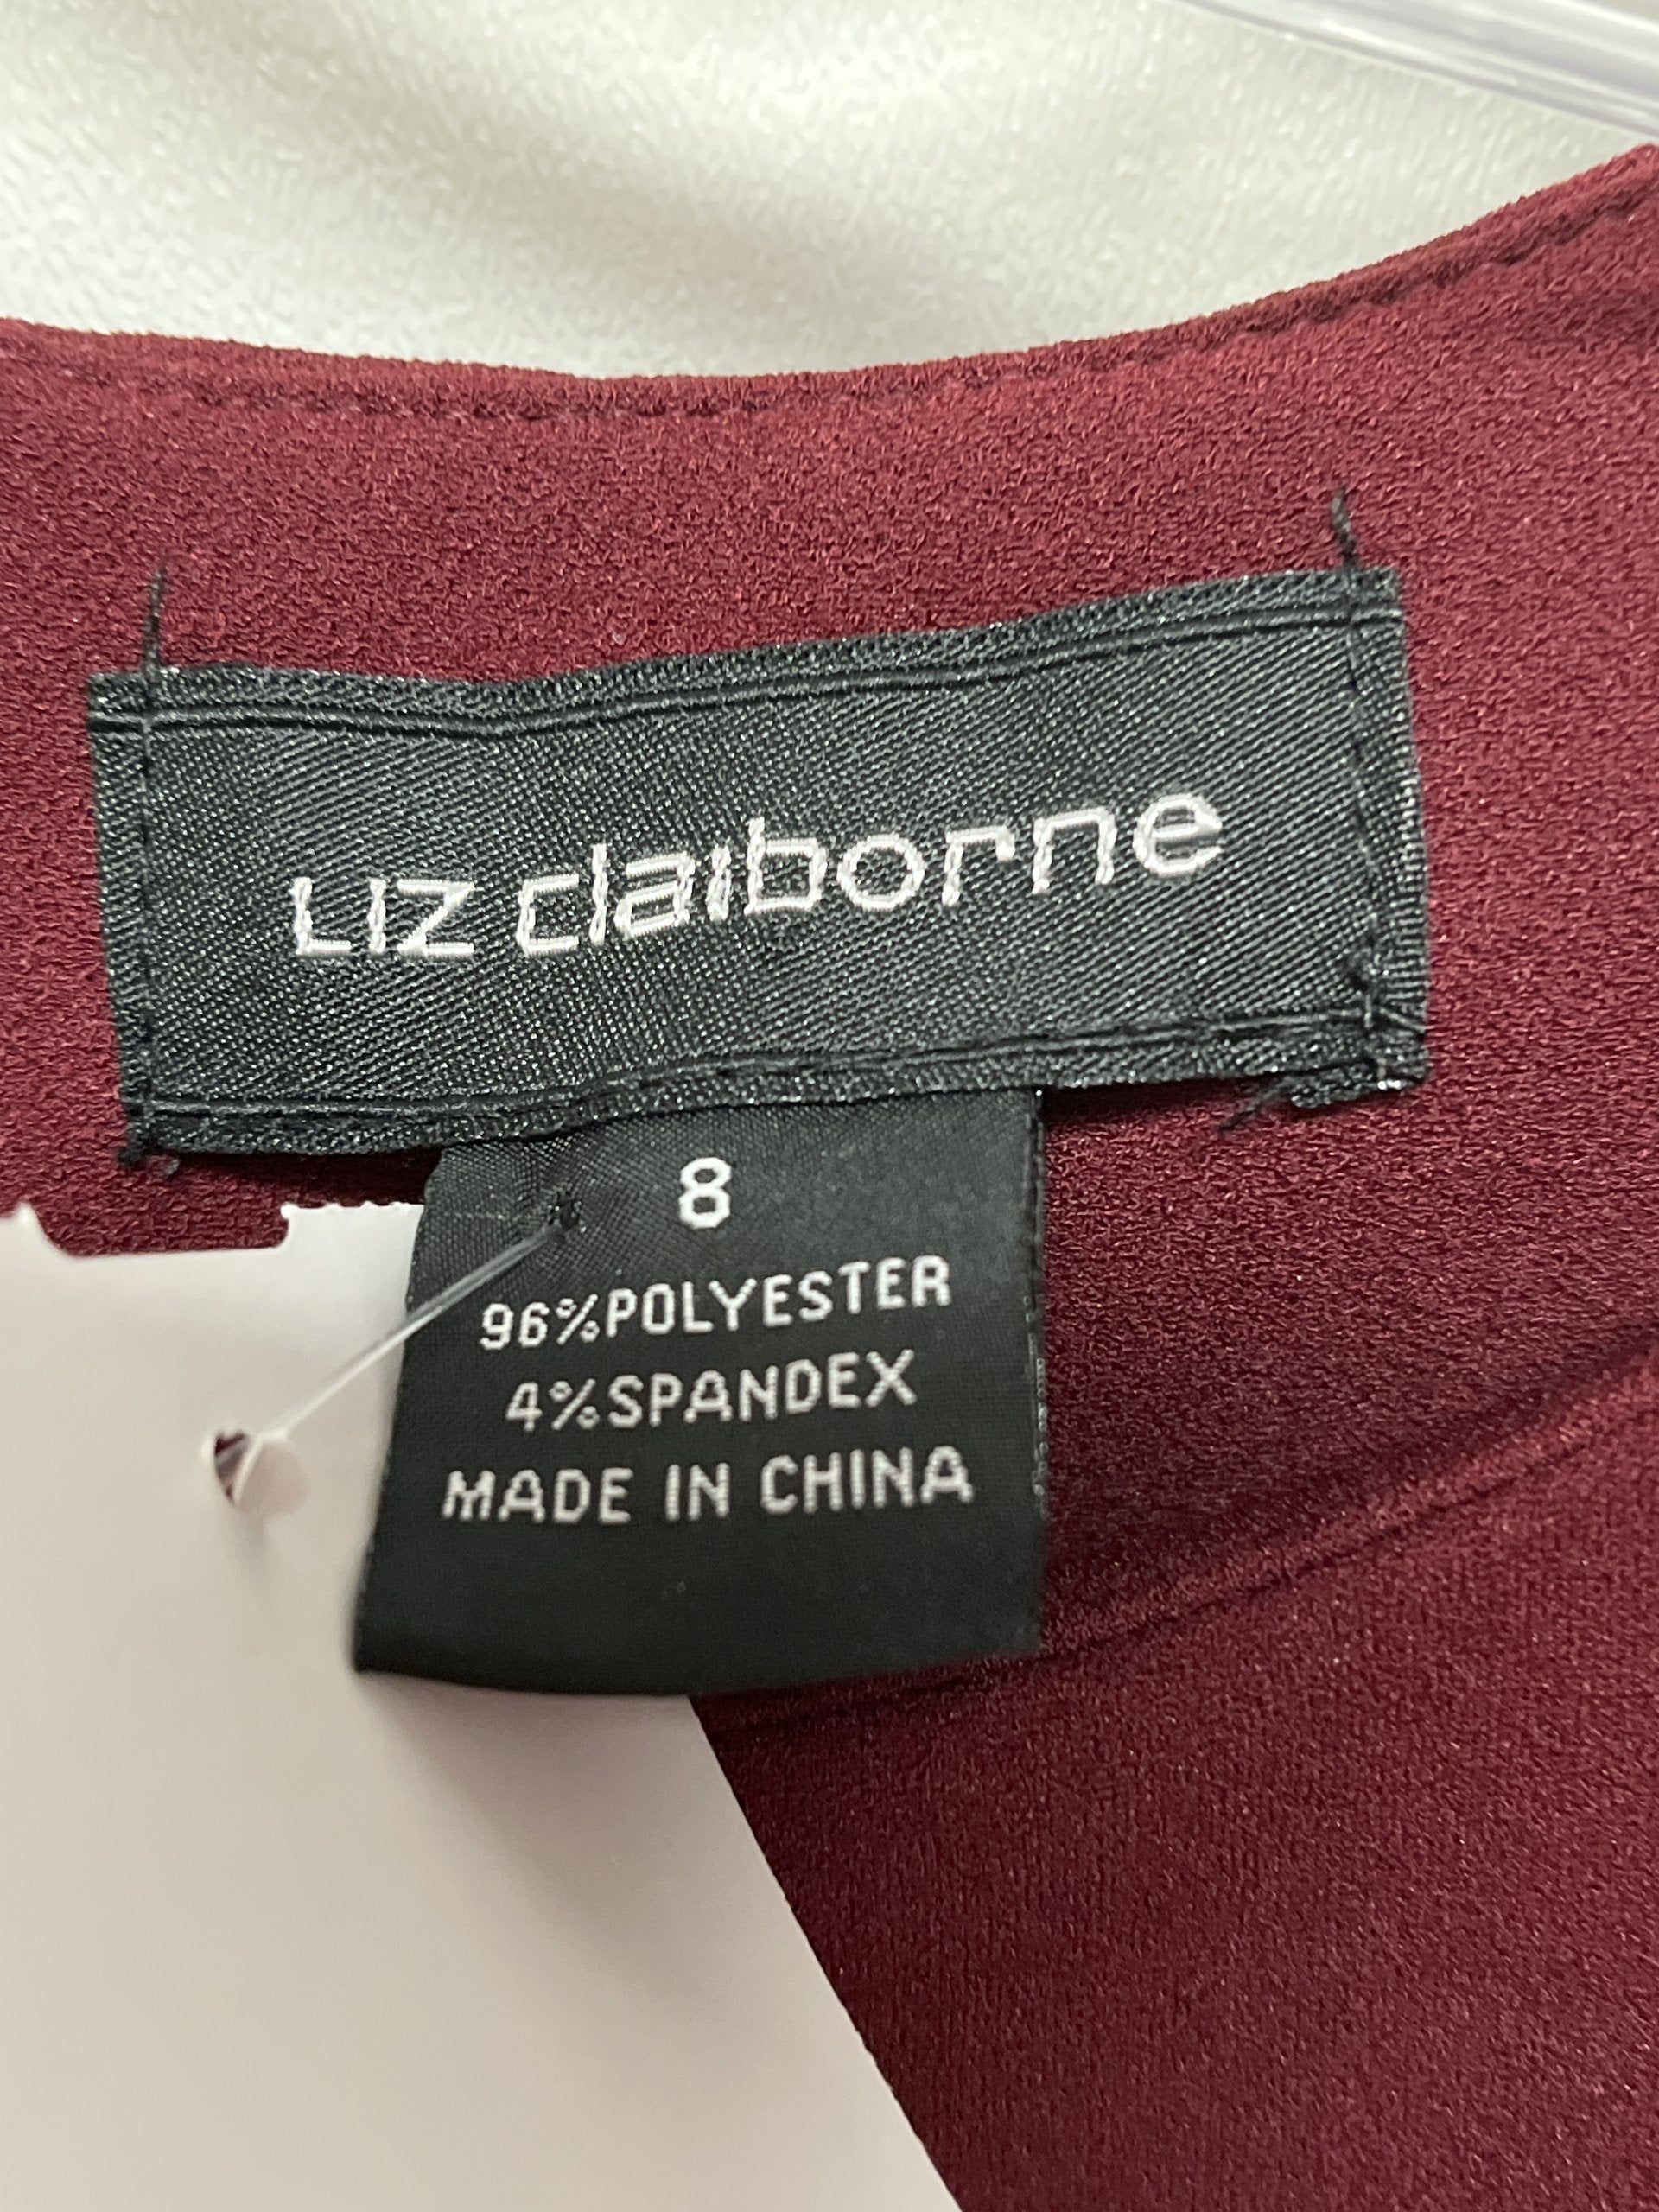 LIZ claiborne
8
96%POLYESTER
4%SPANDEX
MADE IN CHINA